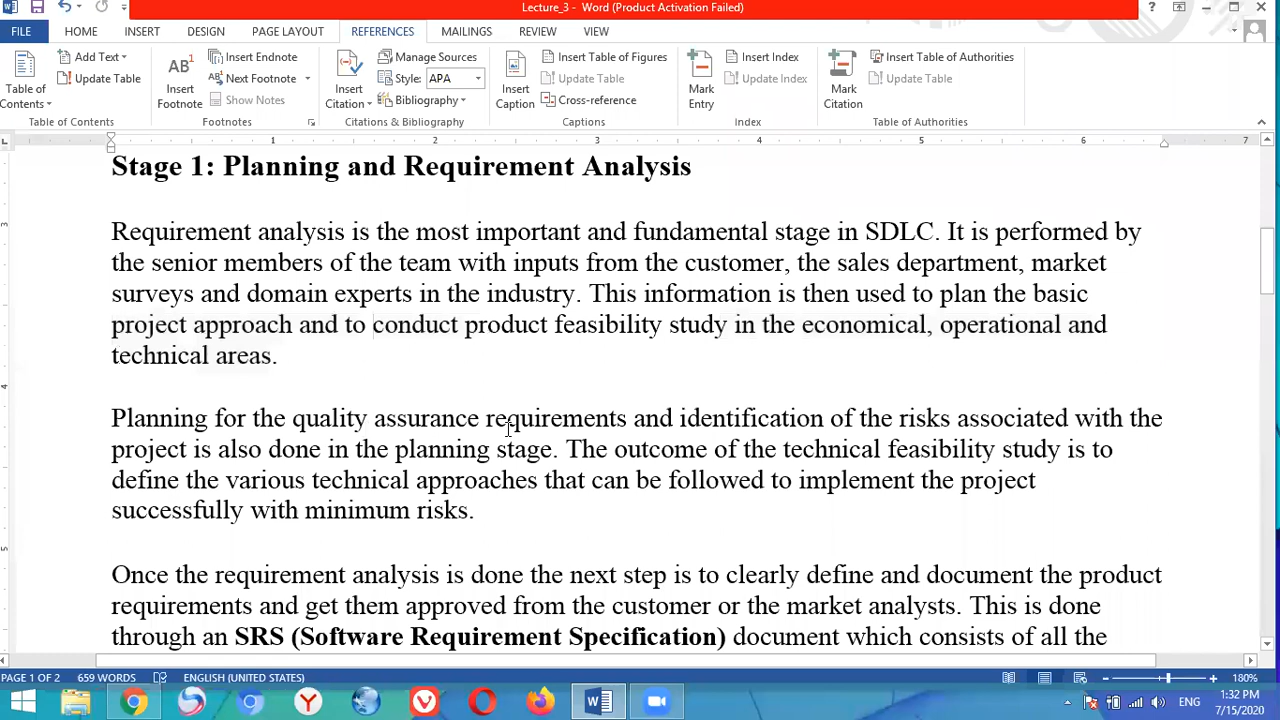 Lecture_3 - Word (Product Activation Failed)
FILE HOME INSERT DESIGN PAGE LAYOUT REFERENCES MAILINGS REVIEW VIEW
Table of Contents
Add Text
Update Table
Table of Contents
AB¹
Insert Footnote
Insert Endnote
Next Footnote
Show Notes
Footnotes
Insert Citation
Manage Sources
Style: APA
Bibliography
Citations & Bibliography
Insert Caption
Insert Table of Figures
Update Table
Cross-reference
Captions
Mark Entry
Insert Index
Update Index
Index
Mark Citation
Insert Table of Authorities
Update Table
Table of Authorities
1 2 3 4 5 6 7
Stage 1: Planning and Requirement Analysis
Requirement analysis is the most important and fundamental stage in SDLC. It is performed by
the senior members of the team with inputs from the customer, the sales department, market
surveys and domain experts in the industry. This information is then used to plan the basic
project approach and to conduct product feasibility study in the economical, operational and
technical areas.
Planning for the quality assurance requirements and identification of the risks associated with the
project is also done in the planning stage. The outcome of the technical feasibility study is to
define the various technical approaches that can be followed to implement the project
successfully with minimum risks.
Once the requirement analysis is done the next step is to clearly define and document the product
requirements and get them approved from the customer or the market analysts. This is done
through an SRS (Software Requirement Specification) document which consists of all the
3
4
5
PAGE 1 OF 2 659 WORDS ENGLISH (UNITED STATES) 180%
ENG
1:32 PM
7/15/2020